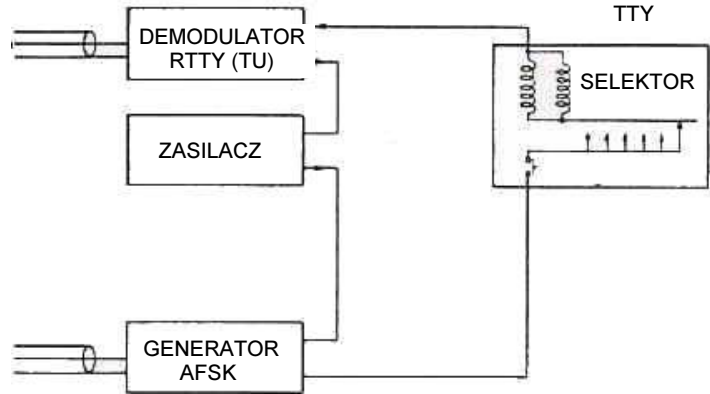 TTY
DEMODULATOR
RTTY (TU)
SELEKTOR
ZASILACZ
GENERATOR
AFSK